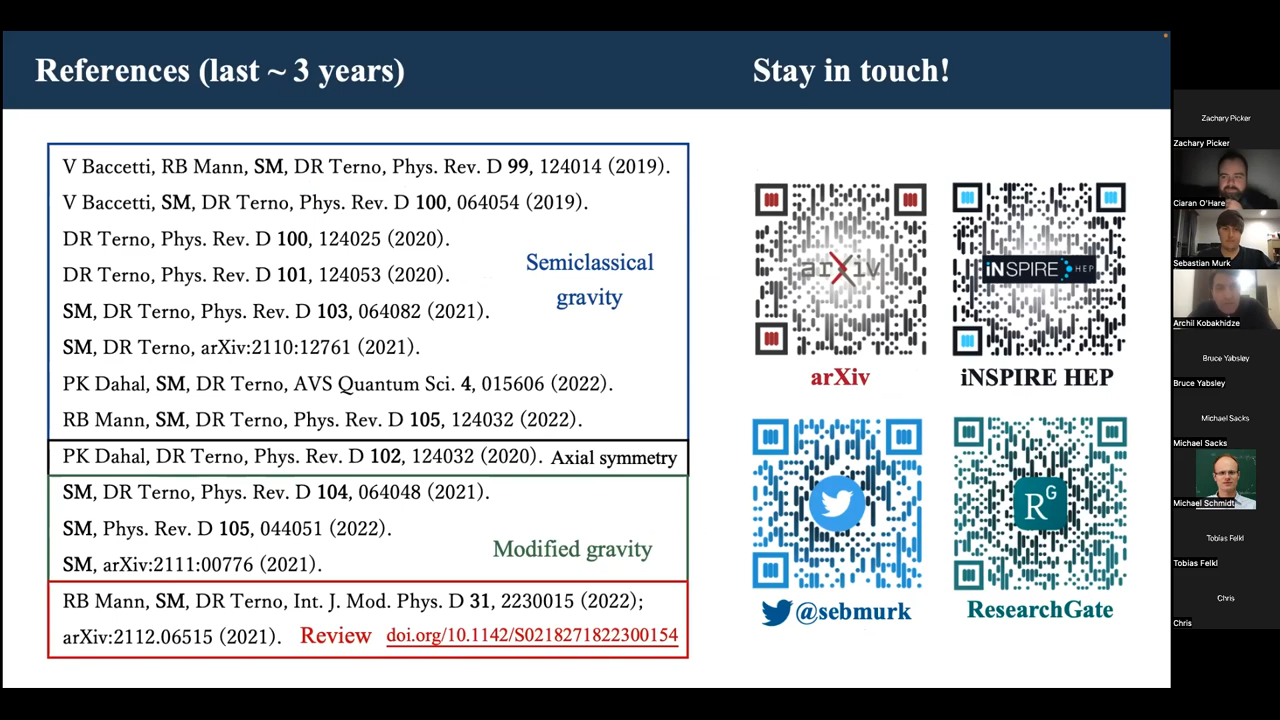 References (last ~ 3 years)
Stay in touch!
V Baccetti, RB Mann, SM, DR Terno, Phys. Rev. D 99, 124014 (2019).
V Baccetti, SM, DR Terno, Phys. Rev. D 100, 064054 (2019).
DR Terno, Phys. Rev. D 100, 124025 (2020).
DR Terno, Phys. Rev. D 101, 124053 (2020).
SM, DR Terno, Phys. Rev. D 103, 064082 (2021).
SM, DR Terno, arXiv:2110:12761 (2021).
PK Dahal, SM, DR Terno, AVS Quantum Sci. 4, 015606 (2022).
RB Mann, SM, DR Terno, Phys. Rev. D 105, 124032 (2022).
Semiclassical
gravity
PK Dahal, DR Terno, Phys. Rev. D 102, 124032 (2020). Axial symmetry
SM, DR Terno, Phys. Rev. D 104, 064048 (2021).
SM, Phys. Rev. D 105, 044051 (2022).
SM, arXiv:2111:00776 (2021).
Modified gravity
RB Mann, SM, DR Terno, Int. J. Mod. Phys. D 31, 2230015 (2022);
arXiv:2112.06515 (2021). Review doi.org/10.1142/S0218271822300154
arXiv
iNSPIRE HEP
arXiv
iNSPIRE HEP
RG
@sebmurk
ResearchGate
Zachary Picker
Zachary Picker
Ciaran O'Hare
Sebastian Murk
Archil Kobakhidze
Bruce Yabsley
Bruce Yabsley
Michael Sacks
Michael Sacks
Michael Schmidt
Tobias Felkl
Tobias Felkl
Chris
Chris